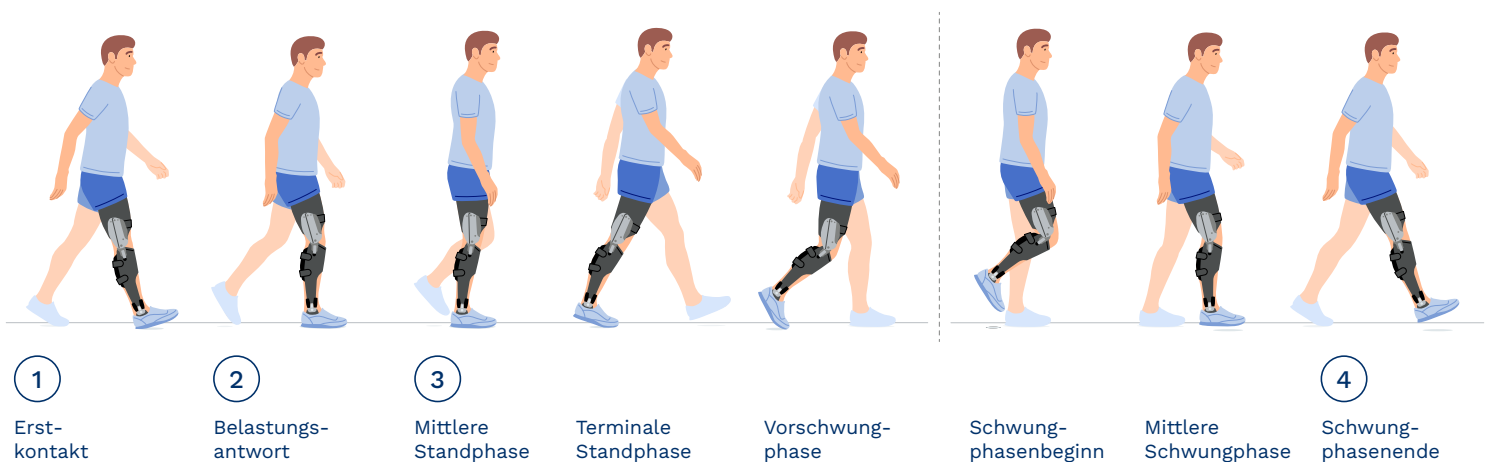 1
Erst-
kontakt
2
Belastungs-
antwort
3
Mittlere
Standphase
Terminale
Standphase
Vorschwung-
phase
Schwung-
phasenbeginn
Mittlere
Schwungphase
4
Schwung-
phasenende